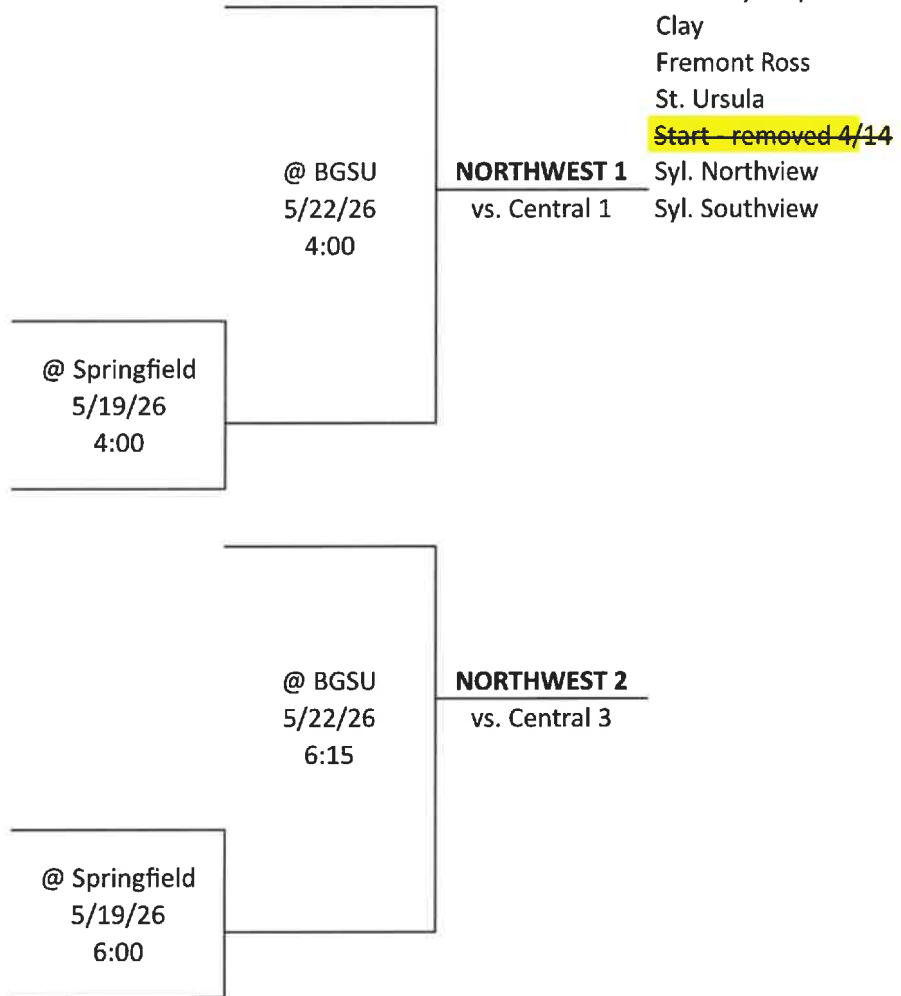 Clay
Fremont Ross
St. Ursula
Start - removed 4/14
@ BGSU
5/22/26
4:00
NORTHWEST 1
vs. Central 1
Syl. Northview
Syl. Southview
@ Springfield
5/19/26
4:00
@ BGSU
5/22/26
6:15
NORTHWEST 2
vs. Central 3
@ Springfield
5/19/26
6:00